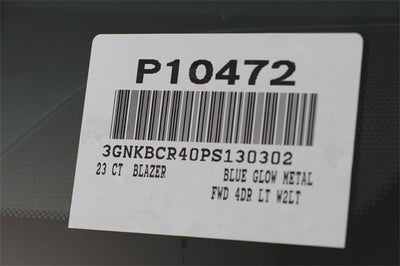 P10472
3GNKBCR40PS130302
23 CT BLAZER BLUE GLOW METAL
FWD 4DR LT W2LT